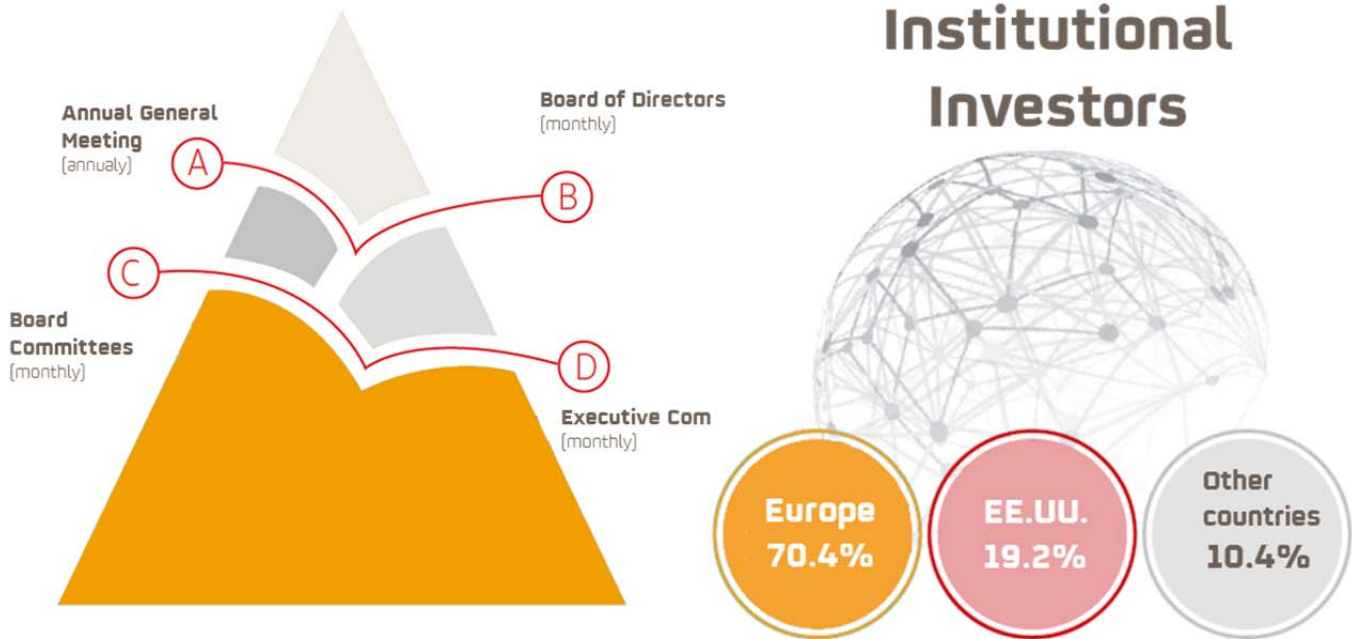 Annual General
Meeting
(annualy)
A
Board of Directors
(monthly)
B
C
Board
Committees
(monthly)
D
Executive Com
(monthly)
Institutional
Investors
Europe
70.4%
EE.UU.
19.2%
Other
countries
10.4%